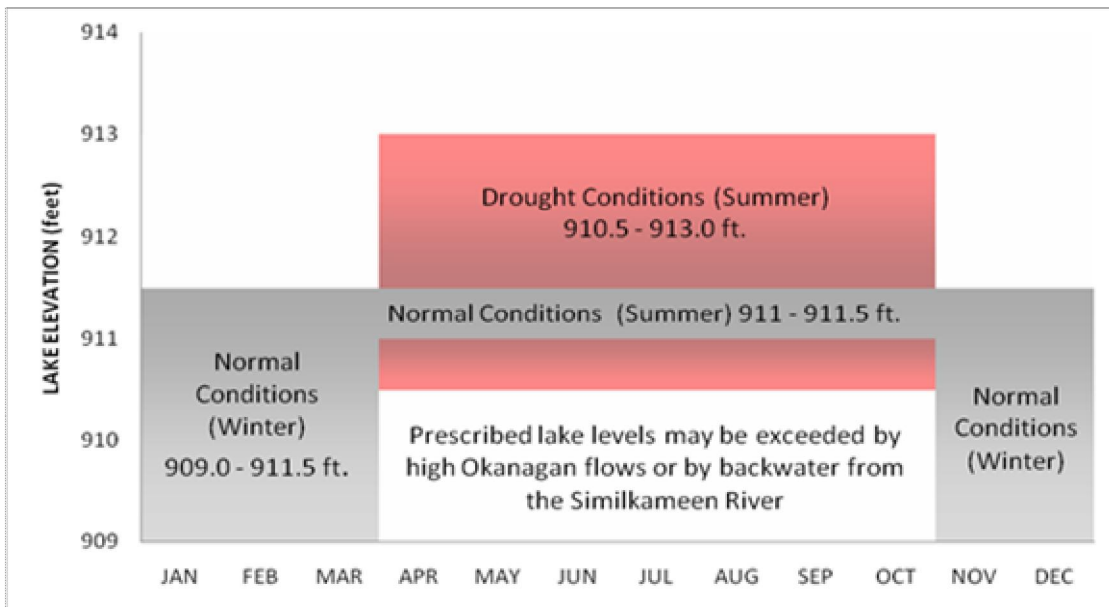 914
913
912
911
910
909
LAKE ELEVATION (feet)
Drought Conditions (Summer)
910.5 - 913.0 ft.
Normal Conditions (Summer) 911 - 911.5 ft.
Normal
Conditions
(Winter)
909.0 - 911.5 ft.
Prescribed lake levels may be exceeded by
high Okanagan flows or by backwater from
the Similkameen River
Normal
Conditions
(Winter)
JAN FEB MAR APR MAY JUN JUL AUG SEP OCT NOV DEC